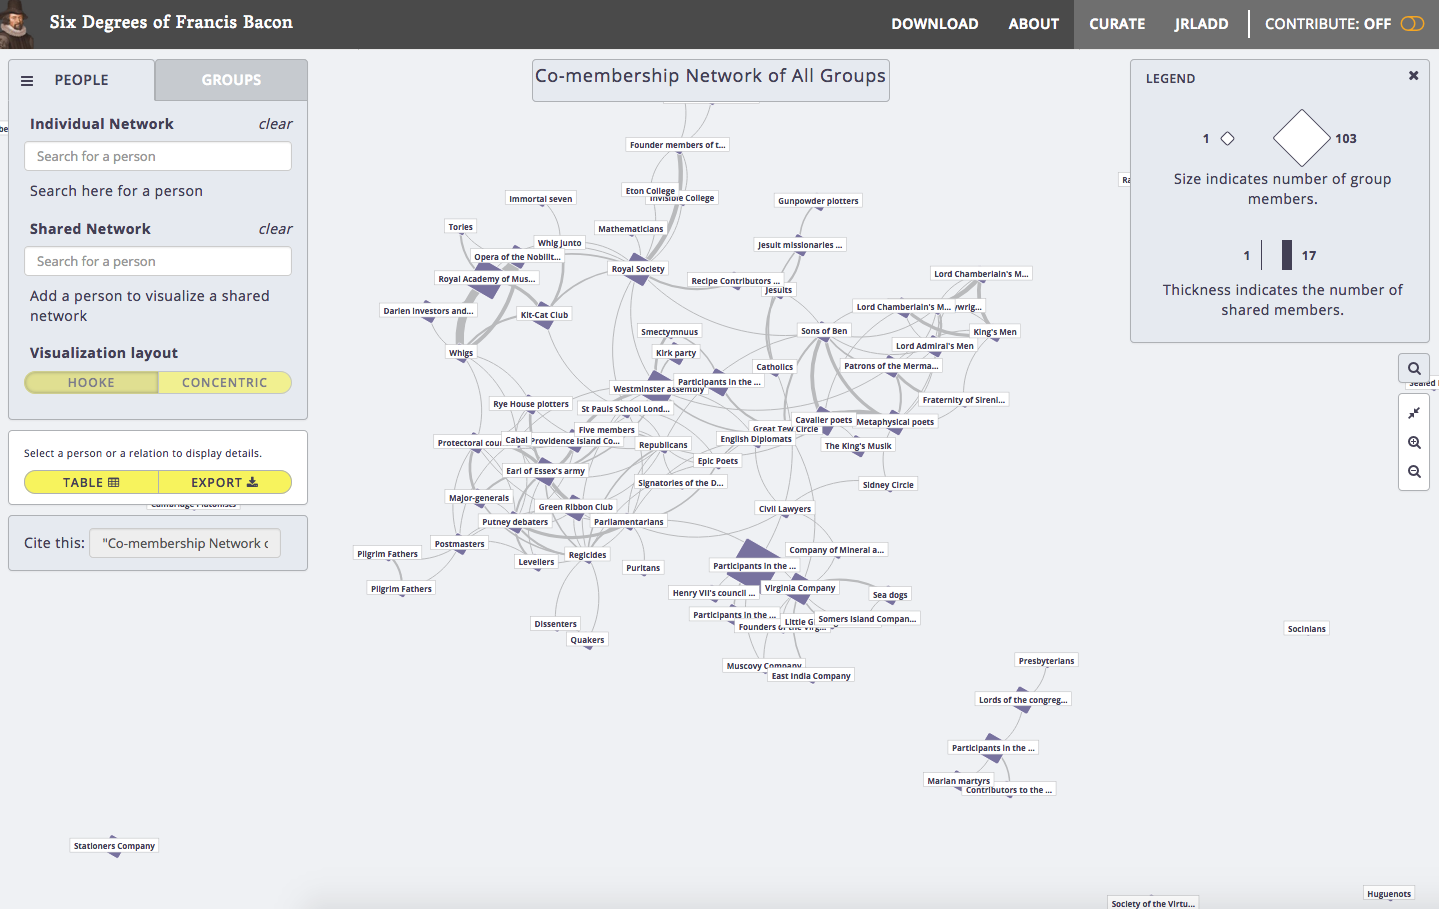 Six Degrees of Francis Bacon
DOWNLOAD
ABOUT
CURATE
JRLADD
CONTRIBUTE: OFF
PEOPLE
GROUPS
Individual Network
clear
Search for a person
Search here for a person
Shared Network
clear
Search for a person
Add a person to visualize a shared
network
Visualization layout
HOOKE
CONCENTRIC
Select a person or a relation to display details.
TABLE
EXPORT
Cite this:
"Co-membership Network
Co-membership Network of All Groups
LEGEND
1
103
Size indicates number of group
members.
1
17
Thickness indicates the number of
shared members.
Founder members of t...
Eton College
Invisible College
Immortal seven
Gunpowder plotters
Tories
Mathematicians
Whig Junto
Jesuit missionaries ...
Opera of the Nobilit...
Royal Society
Royal Academy of Mus...
Recipe Contributors ...
Jesuits
Lord Chamberlain's M...
Darien Investors and...
Kit-Cat Club
Lord Chamberlain's M...
ywrig...
Smectymnuus
Sons of Ben
King's Men
Whigs
Kirk party
Lord Admiral's Men
Catholics
Patrons of the Merma...
Westminster assembly
Participants in the ...
Rye House plotters
St Pauls School Lond...
Fraternity of Sireni...
Cavalier poets
Metaphysical poets
Five members
Great Tew Circle
Protectoral cour
Cabal
Providence Island Co...
Republicans
English Diplomats
The King's Musik
Epic Poets
Earl of Essex's army
Signatories of the D...
Sidney Circle
Major-generals
Green Ribbon Club
Civil Lawyers
Putney debaters
Parliamentarians
Postmasters
Pilgrim Fathers
Regicides
Levellers
Puritans
Company of Mineral a...
Participants in the ...
Pilgrim Fathers
Henry VII's council ...
Virginia Company
Sea dogs
Participants in the ...
Little G
Somers Island Compan...
Dissenters
Quakers
Muscovy Company
East India Company
Socinians
Presbyterians
Lords of the congreg...
Participants in the ...
Marian martyrs
Contributors to the ...
Stationers Company
Huguenots
Society of the Virtu...